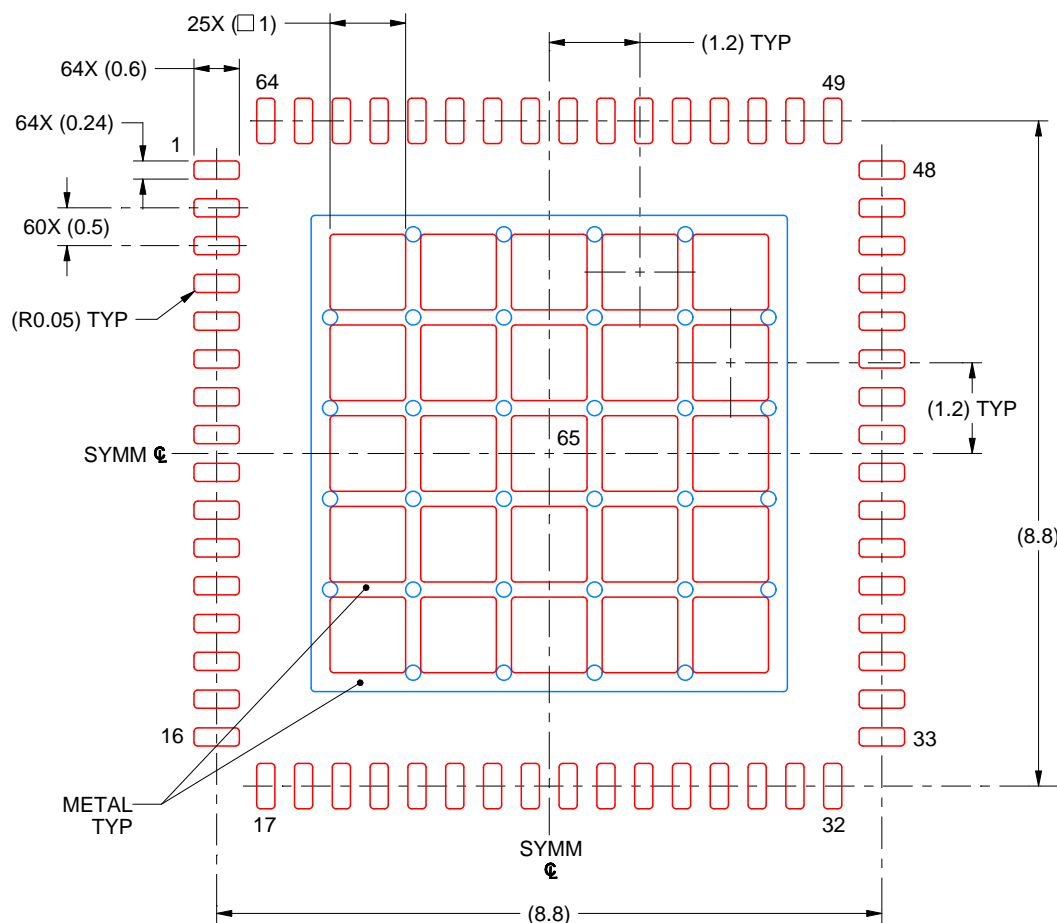 25X (□ 1)
(1.2) TYP
64X (0.6)
64
49
64X (0.24)
1
48
60X (0.5)
(R0.05) TYP
(1.2) TYP
65
SYMM ℄
(8.8)
16
33
METAL
TYP
17
32
SYMM
℄
(8.8)